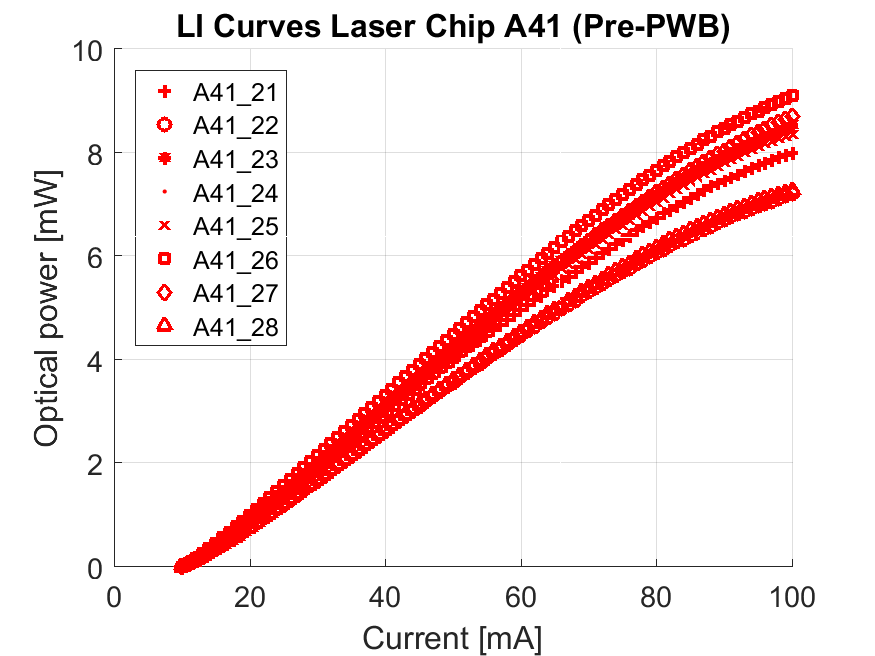 LI Curves Laser Chip A41 (Pre-PWB)
10
8
6
4
2
0
Optical power [mW]
A41_21
A41_22
A41_23
A41_24
A41_25
A41_26
A41_27
A41_28
0 20 40 60 80 100
Current [mA]